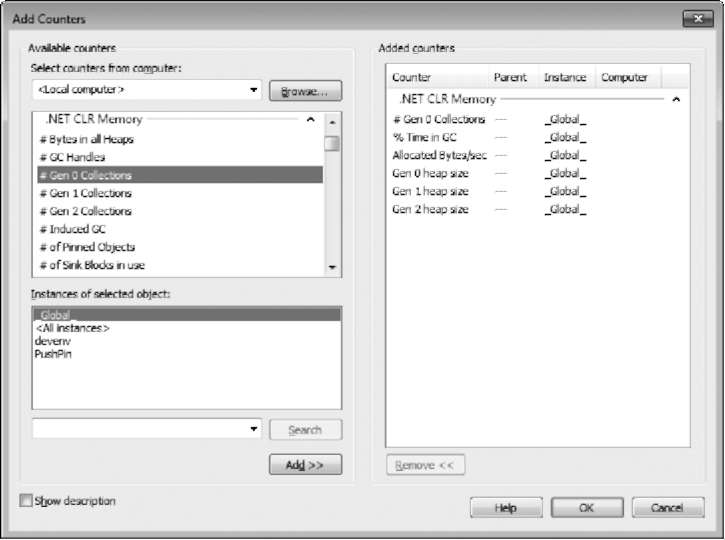 Add Counters
Available counters
Select counters from computer:
<Local computer>
Browse...
.NET CLR Memory
# Bytes in all Heaps
# GC Handles
# Gen 0 Collections
# Gen 1 Collections
# Gen 2 Collections
# Induced GC
# of Pinned Objects
# of Sink Blocks in use
Instances of selected object:
_Global_
<All instances>
devenv
PushPin
Search
Add >>
Show description
Added counters
Counter Parent Instance Computer
.NET CLR Memory
# Gen 0 Collections --- _Global_
% Time in GC --- _Global_
Allocated Bytes/sec --- _Global_
Gen 0 heap size --- _Global_
Gen 1 heap size --- _Global_
Gen 2 heap size --- _Global_
Remove <<
Help
OK
Cancel